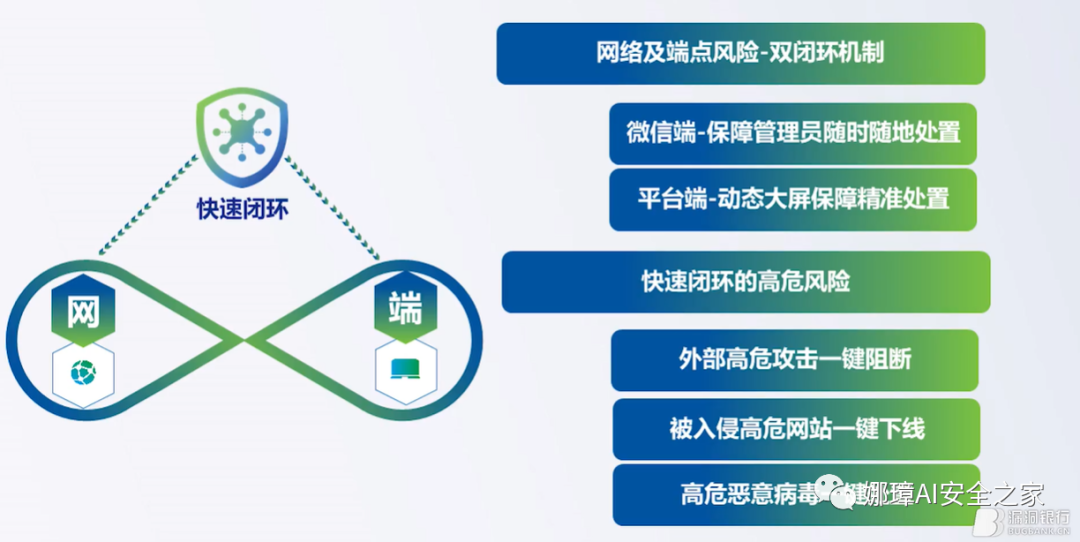 网络及端点风险-双闭环机制
微信端-保障管理员随时随地处置
平台端-动态大屏保障精准处置
快速闭环
快速闭环的高危风险
网
端
外部高危攻击一键阻断
被入侵高危网站一键下线
高危恶意病毒
娜璋AI安全之家
漏洞银行
BUGBANK.CN